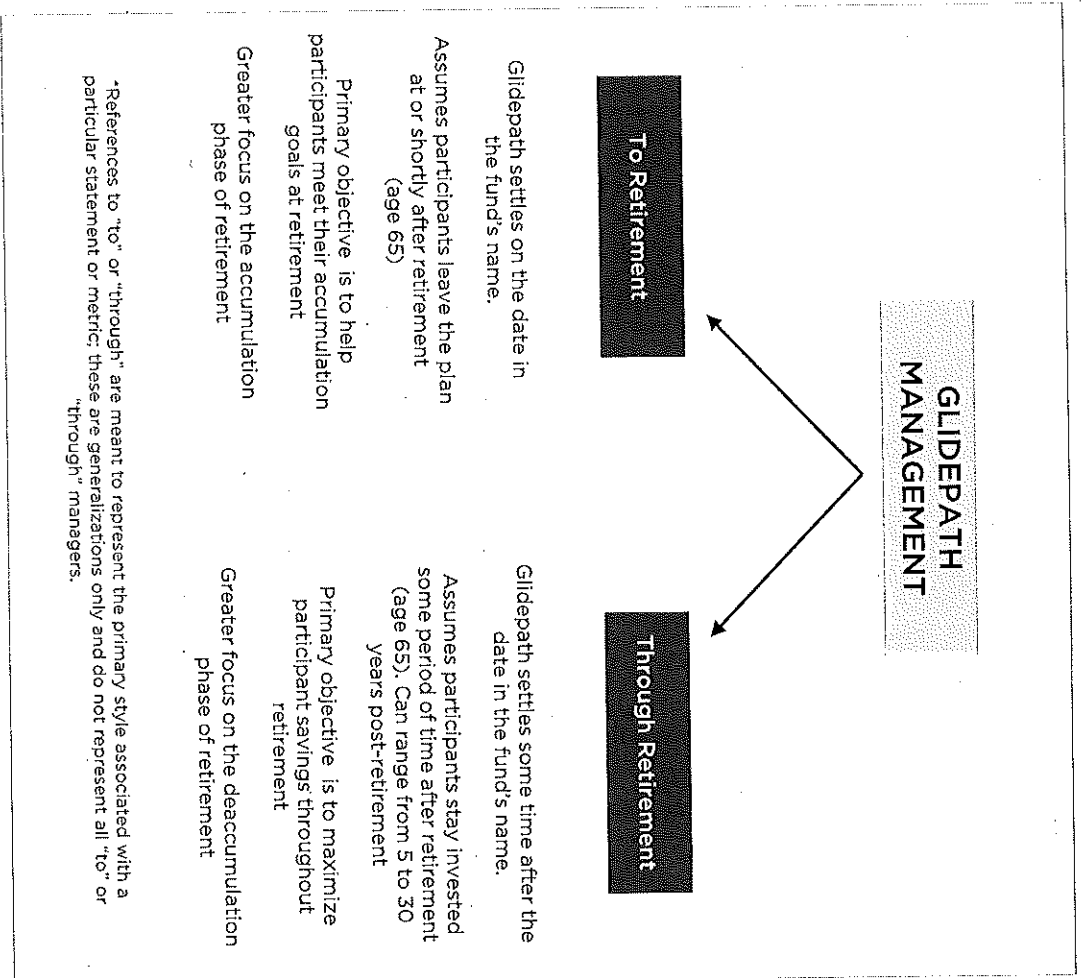 GLIDEPATH
MANAGEMENT
To Retirement
Glidepath settles on the date in
the fund's name.
Assumes participants leave the plan
at or shortly after retirement
(age 65)
Primary objective is to help
participants meet their accumulation
goals at retirement
Greater focus on the accumulation
phase of retirement
Through Retirement
Glidepath settles some time after the
date in the fund's name.
Assumes participants stay invested
some period of time after retirement
(age 65). Can range from 5 to 30
years post-retirement
Primary objective is to maximize
participant savings throughout
retirement
Greater focus on the deaccumulation
phase of retirement
*References to "to" or "through" are meant to represent the primary style associated with a
particular statement or metric; these are generalizations only and do not represent all "to" or
"through" managers.